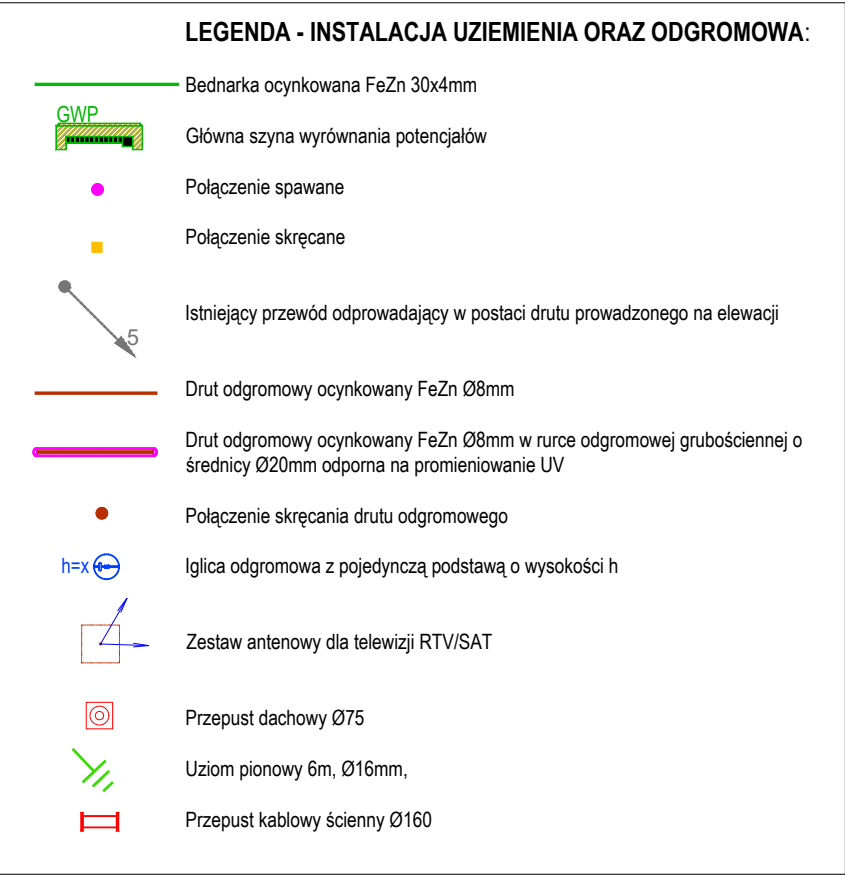 LEGENDA - INSTALACJA UZIEMIENIA ORAZ ODGROMOWA:
Bednarka ocynkowana FeZn 30x4mm
GWP
Główna szyna wyrównania potencjałów
Połączenie spawane
Połączenie skręcane
Istniejący przewód odprowadzający w postaci drutu prowadzonego na elewacji
5
Drut odgromowy ocynkowany FeZn Ø8mm
Drut odgromowy ocynkowany FeZn Ø8mm w rurce odgromowej grubościennej o
średnicy Ø20mm odporna na promieniowanie UV
Połączenie skręcania drutu odgromowego
h=x
Iglica odgromowa z pojedynczą podstawą o wysokości h
Zestaw antenowy dla telewizji RTV/SAT
Przepust dachowy Ø75
Uziom pionowy 6m, Ø16mm,
Przepust kablowy ścienny Ø160